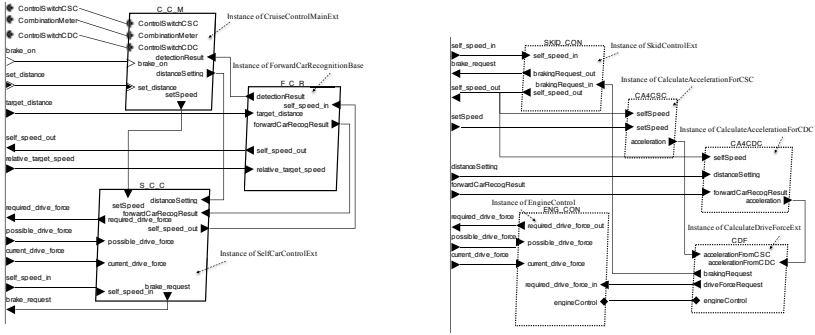 ControlSwitchCSC
CombinationMeter
ControlSwitchCDC
brake_on
set_distance
target_distance
self_speed_out
relative_target_speed
required_drive_force
possible_drive_force
current_drive_force
self_speed_in
brake_request
C_C_M
ControlSwitchCSC
CombinationMeter
ControlSwitchCDC
detectionResult
brake_on
distanceSetting
set_distance
setSpeed
Instance of CruiseControlMainExt
Instance of ForwardCarRecognitionBase
F_C_R
detectionResult
self_speed_in
target_distance
forwardCarRecogResult
self_speed_out
relative_target_speed
S_C_C
setSpeed
distanceSetting
forwardCarRecogResult
required_drive_force
self_speed_out
possible_drive_force
current_drive_force
self_speed_in
brake_request
Instance of SelfCarControlExt
self_speed_in
brake_request
self_speed_out
setSpeed
distanceSetting
forwardCarRecogResult
required_drive_force
possible_drive_force
current_drive_force
SKID_CON
self_speed_in
brakingRequest_out
brakingRequest_in
self_speed_out
Instance of SkidControlExt
Instance of CalculateAccelerationForCSC
CA4CSC
selfSpeed
setSpeed
acceleration
Instance of CalculateAccelerationForCDC
CA4CDC
selfSpeed
distanceSetting
forwardCarRecogResult
acceleration
Instance of EngineControl
ENG_CON
required_drive_force_out
possible_drive_force
current_drive_force
required_drive_force_in
engineControl
Instance of CalculateDriveForceExt
CDF
accelerationFromCSC
accelerationFromCDC
brakingRequest
driveForceRequest
engineControl